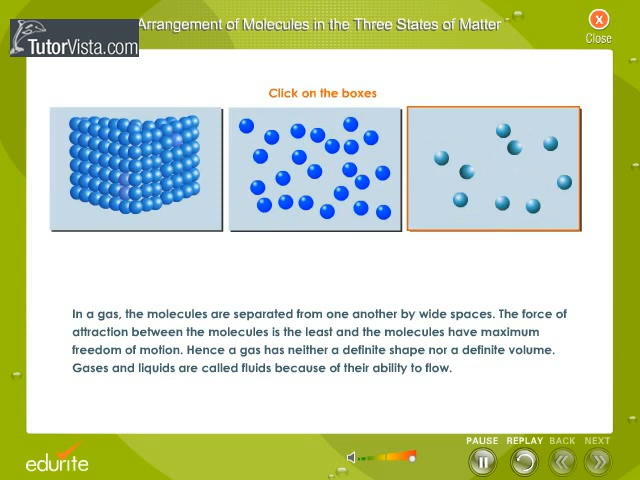 Arrangement of Molecules in the Three States of Matter
TutorVista.com
X
Close
Click on the boxes
In a gas, the molecules are separated from one another by wide spaces. The force of
attraction between the molecules is the least and the molecules have maximum
freedom of motion. Hence a gas has neither a definite shape nor a definite volume.
Gases and liquids are called fluids because of their ability to flow.
PAUSE REPLAY BACK NEXT
edurite